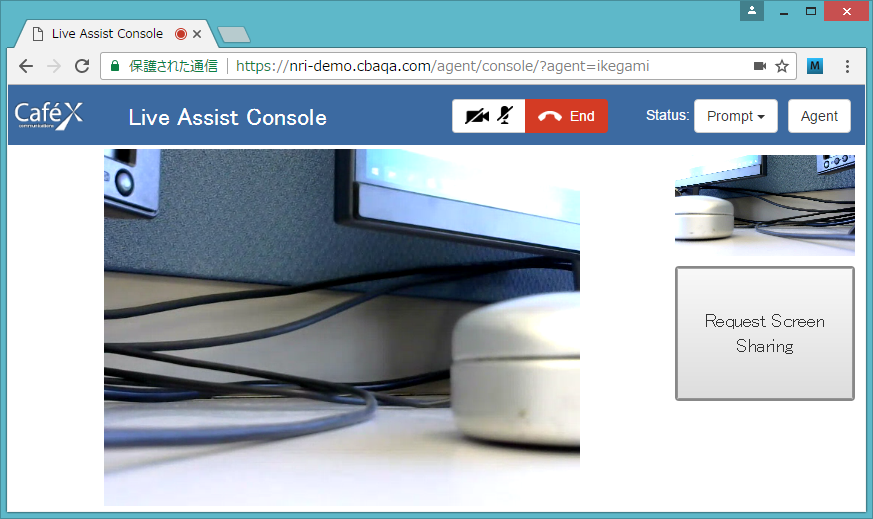 Live Assist Console
保護された通信
https://nri-demo.cbaqa.com/agent/console/?agent=ikegami
M
CaféX
communications
Live Assist Console
End
Status:
Prompt
Agent
Request Screen
Sharing